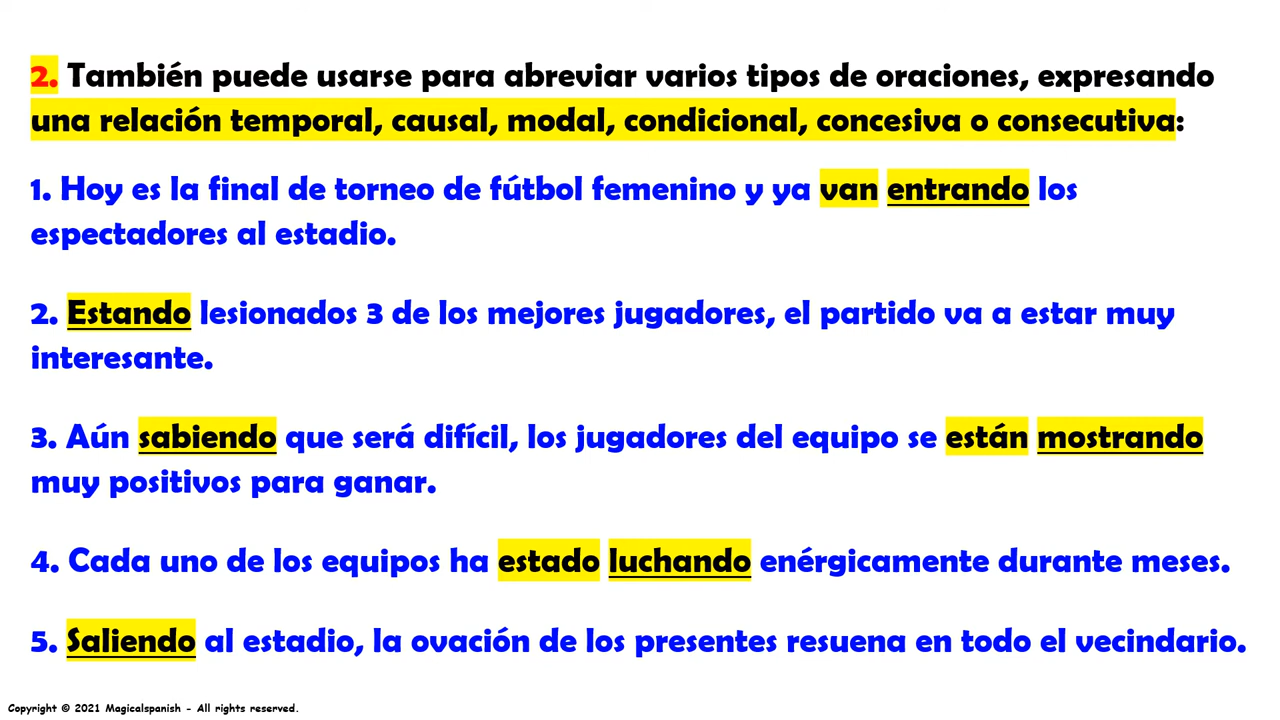 2. También puede usarse para abreviar varios tipos de oraciones, expresando
una relación temporal, causal, modal, condicional, concesiva o consecutiva:
1. Hoy es la final de torneo de fútbol femenino y ya van entrando los
espectadores al estadio.
2. Estando lesionados 3 de los mejores jugadores, el partido va a estar muy
interesante.
3. Aún sabiendo que será difícil, los jugadores del equipo se están mostrando
muy positivos para ganar.
4. Cada uno de los equipos ha estado luchando enérgicamente durante meses.
5. Saliendo al estadio, la ovación de los presentes resuena en todo el vecindario.
Copyright © 2021 Magicalspanish - All rights reserved.